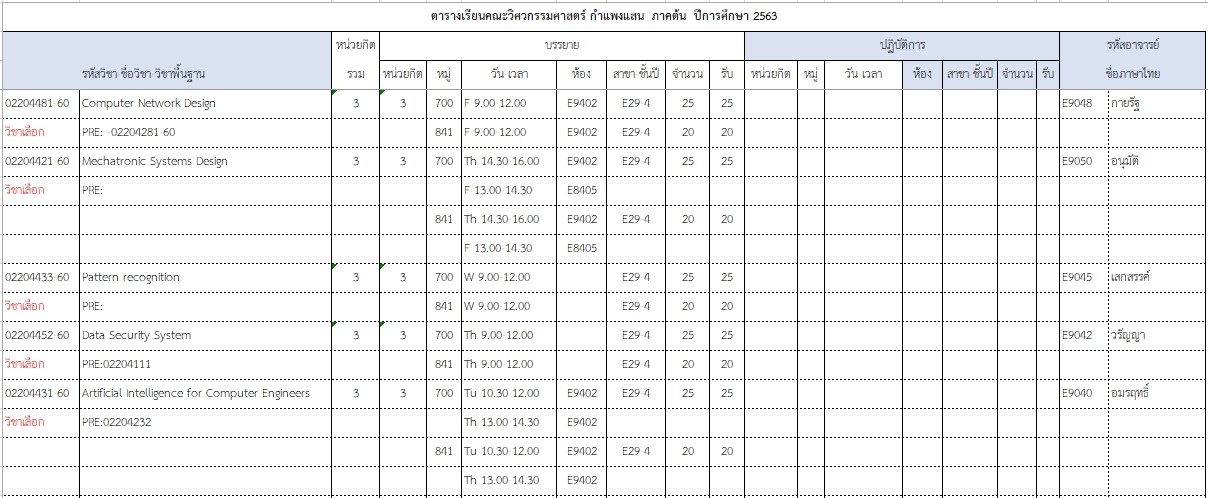 ตารางเรียนคณะวิศวกรรมศาสตร์ กำแพงแสน ภาคต้น ปีการศึกษา 2563
หน่วยกิต บรรยาย ปฏิบัติการ รหัสอาจารย์
รหัสวิชา ชื่อวิชา-วิชาพื้นฐาน รวม หน่วยกิต หมู่ วัน-เวลา ห้อง สาขา-ชั้นปี จำนวน รับ หน่วยกิต หมู่ วัน-เวลา ห้อง สาขา-ชั้นปี จำนวน รับ ชื่อภาษาไทย
02204481-60 Computer Network Design 3 3 700 F 9.00-12.00 E9402 E29-4 25 25 E9048 กายรัฐ
วิชาเลือก PRE: -02204281-60 841 F 9.00-12.00 E9402 E29-4 20 20
02204421-60 Mechatronic Systems Design 3 3 700 Th 14.30-16.00 E9402 E29-4 25 25 E9050 อนุมัติ
วิชาเลือก PRE: F 13.00-14.30 E8405
841 Th 14.30-16.00 E9402 E29-4 20 20
F 13.00-14.30 E8405
02204433-60 Pattern recognition 3 3 700 W 9.00-12.00 E29-4 25 25 E9045 เสกสรรค์
วิชาเลือก PRE: 841 W 9.00-12.00 E29-4 20 20
02204452-60 Data Security System 3 3 700 Th 9.00-12.00 E29-4 25 25 E9042 วรัญญา
วิชาเลือก PRE:02204111 841 Th 9.00-12.00 E29-4 20 20
02204431-60 Artificial Intelligence for Computer Engineers 3 3 700 Tu 10.30-12.00 E9402 E29-4 25 25 E9040 อมรฤทธิ์
วิชาเลือก PRE:02204232 Th 13.00-14.30 E9402
841 Tu 10.30-12.00 E9402 E29-4 20 20
Th 13.00-14.30 E9402